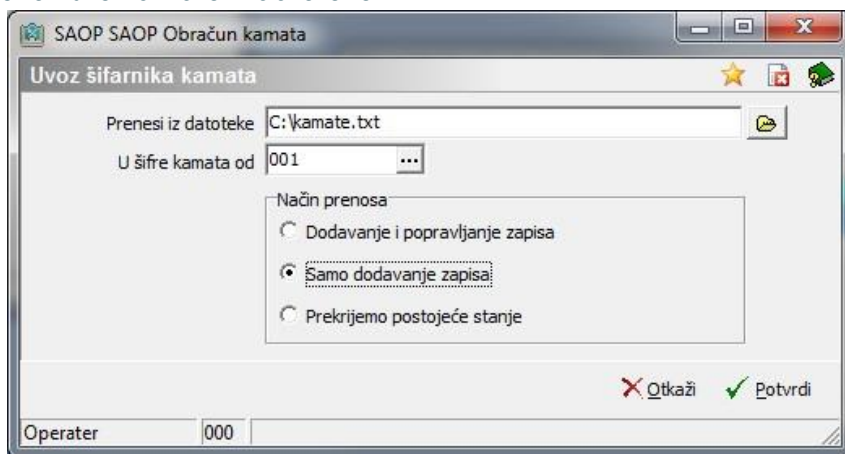 SAOP SAOP Obračun kamata
Uvoz šifarnika kamata
Prenesi iz datoteke C:\kamate.txt
U šifre kamata od 001 ...
Način prenosa
Dodavanje i popravljanje zapisa
Samo dodavanje zapisa
Prekrijemo postojeće stanje
Otkaži Potvrdi
Operater 000